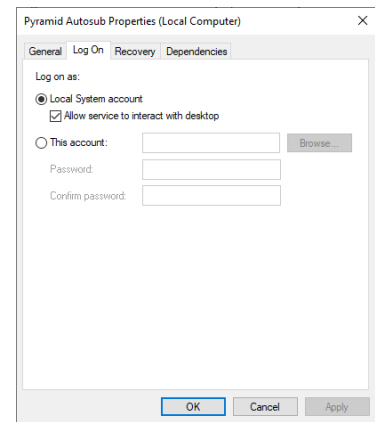 Pyramid Autosub Properties (Local Computer)
General Log On Recovery Dependencies
Log on as:
Local System account
Allow service to interact with desktop
This account:
Browse...
Password:
Confirm password:
OK Cancel Apply